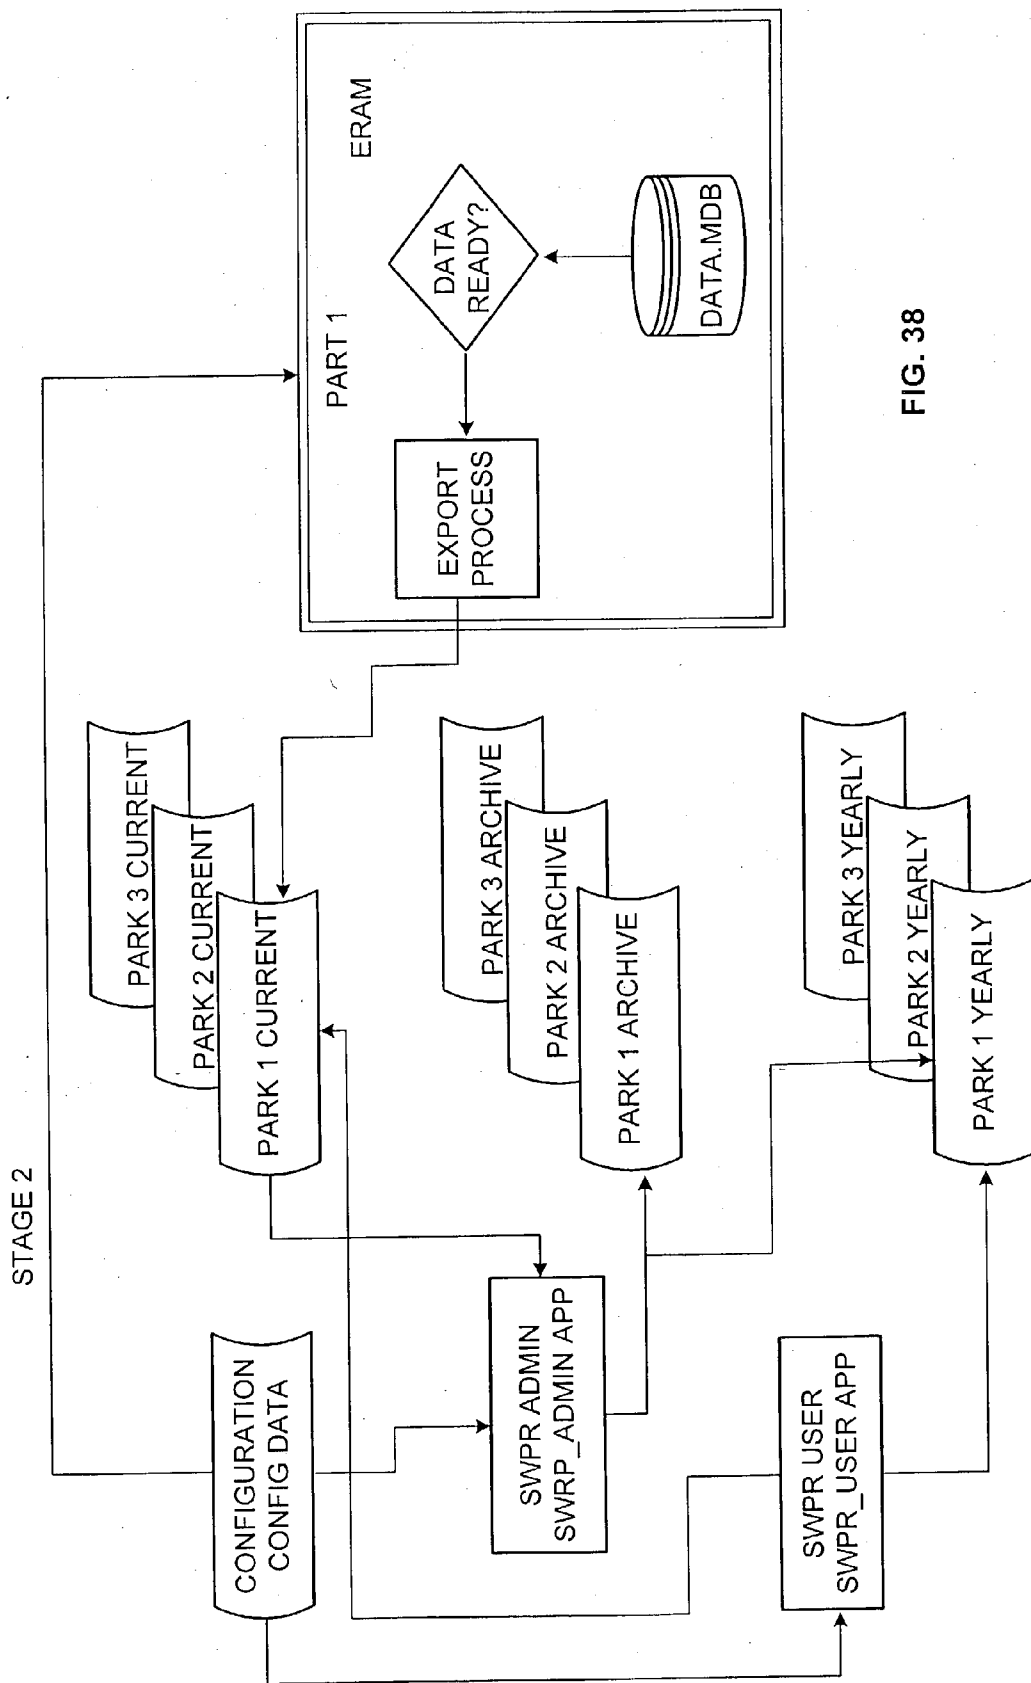 STAGE 2
CONFIGURATION
CONFIG DATA
PARK 3 CURRENT
PARK 2 CURRENT
PARK 1 CURRENT
PART 1
ERAM
EXPORT
PROCESS
DATA
READY?
DATA.MDB
SWPR ADMIN
SWRP_ADMIN APP
PARK 3 ARCHIVE
PARK 2 ARCHIVE
PARK 1 ARCHIVE
SWPR USER
SWPR_USER APP
PARK 3 YEARLY
PARK 2 YEARLY
PARK 1 YEARLY
FIG. 38